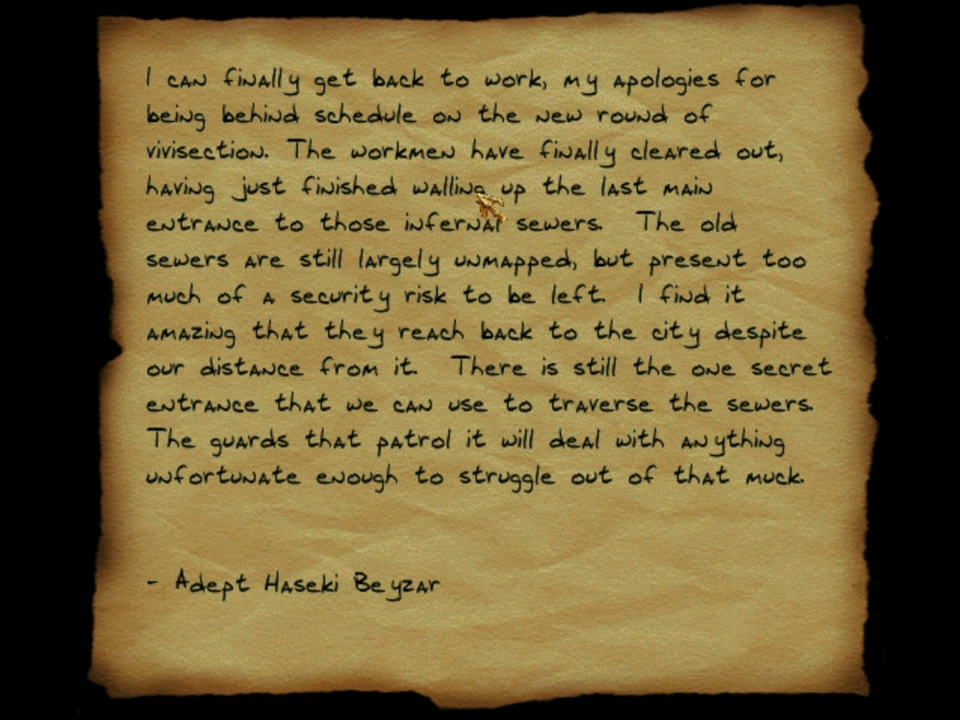 I can finally get back to work, my apologies for
being behind schedule on the new round of
vivisection. The workmen have finally cleared out,
having just finished walling up the last main
entrance to those infernal sewers. The old
sewers are still largely unmapped, but present too
much of a security risk to be left. I find it
amazing that they reach back to the city despite
our distance from it. There is still the one secret
entrance that we can use to traverse the sewers.
The guards that patrol it will deal with anything
unfortunate enough to struggle out of that muck.
- Adept Haseki Beyzar